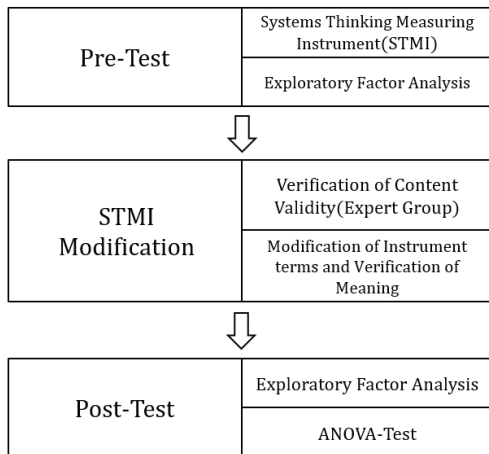 Pre-Test
Systems Thinking Measuring
Instrument(STMI)
Exploratory Factor Analysis
STMI
Modification
Verification of Content
Validity(Expert Group)
Modification of Instrument
terms and Verification of
Meaning
Post-Test
Exploratory Factor Analysis
ANOVA-Test